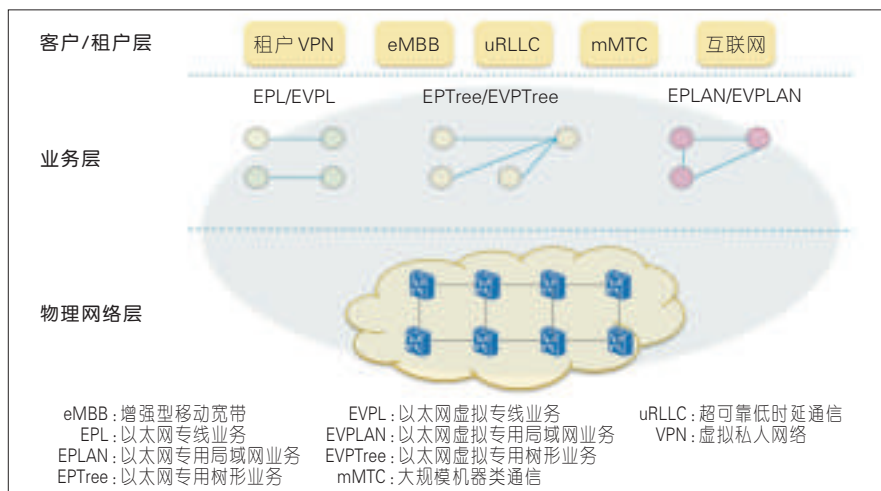 客户/租户层
租户 VPN
eMBB
uRLLC
mMTC
互联网
EPL/EVPL
EPTree/EVPTree
EPLAN/EVPLAN
业务层
物理网络层
eMBB：增强型移动宽带
EPL：以太网专线业务
EPLAN：以太网专用局域网业务
EPTree：以太网专用树形业务
EVPL：以太网虚拟专线业务
EVPLAN：以太网虚拟专用局域网业务
EVPTree：以太网虚拟专用树形业务
mMTC：大规模机器类通信
uRLLC：超可靠低时延通信
VPN：虚拟私人网络